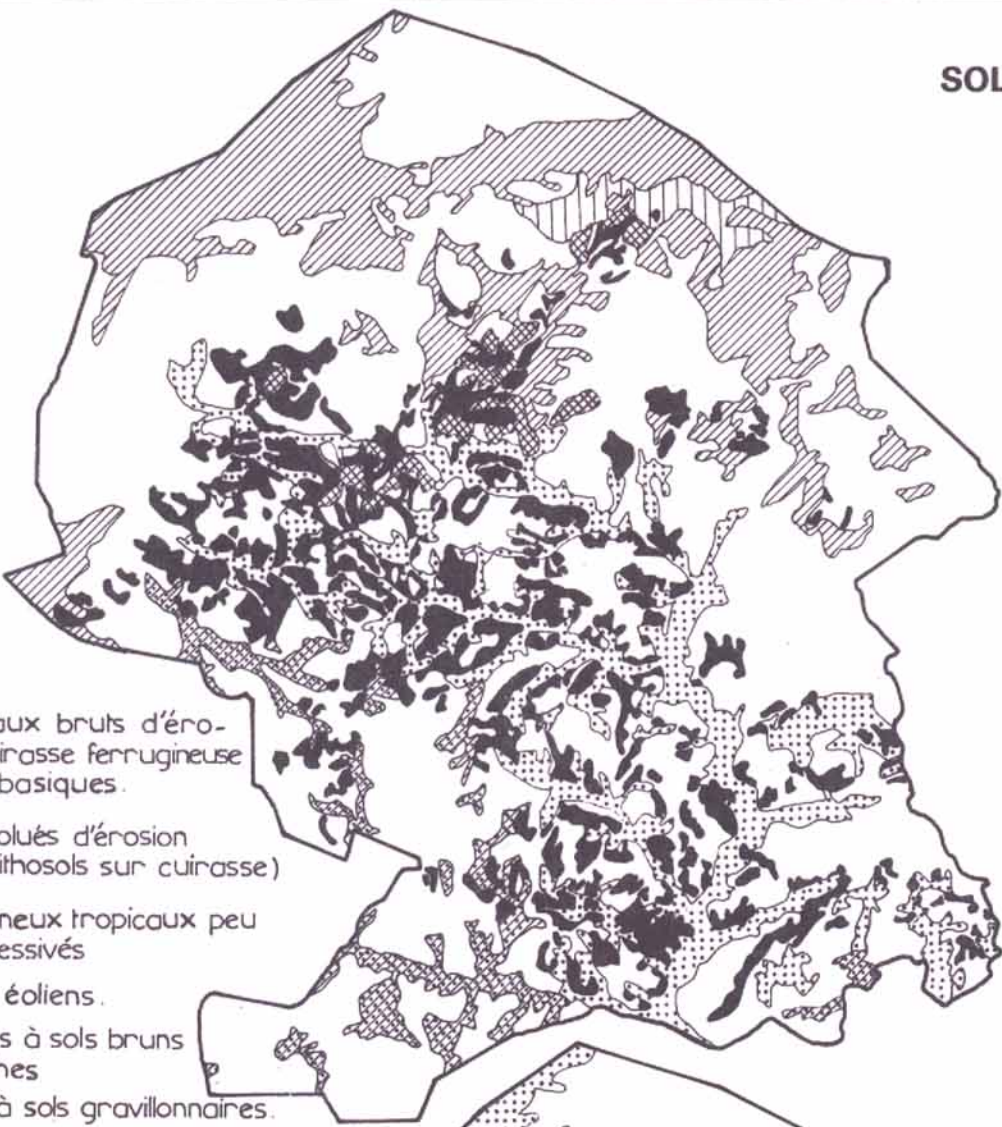 SOL
aux bruts d'éro-
irasse ferrugineuse
basiques.
olués d'érosion
ithosols sur cuirasse)
neux tropicaux peu
essivés
éoliens.
s à sols bruns
nes
à sols gravillonnaires.